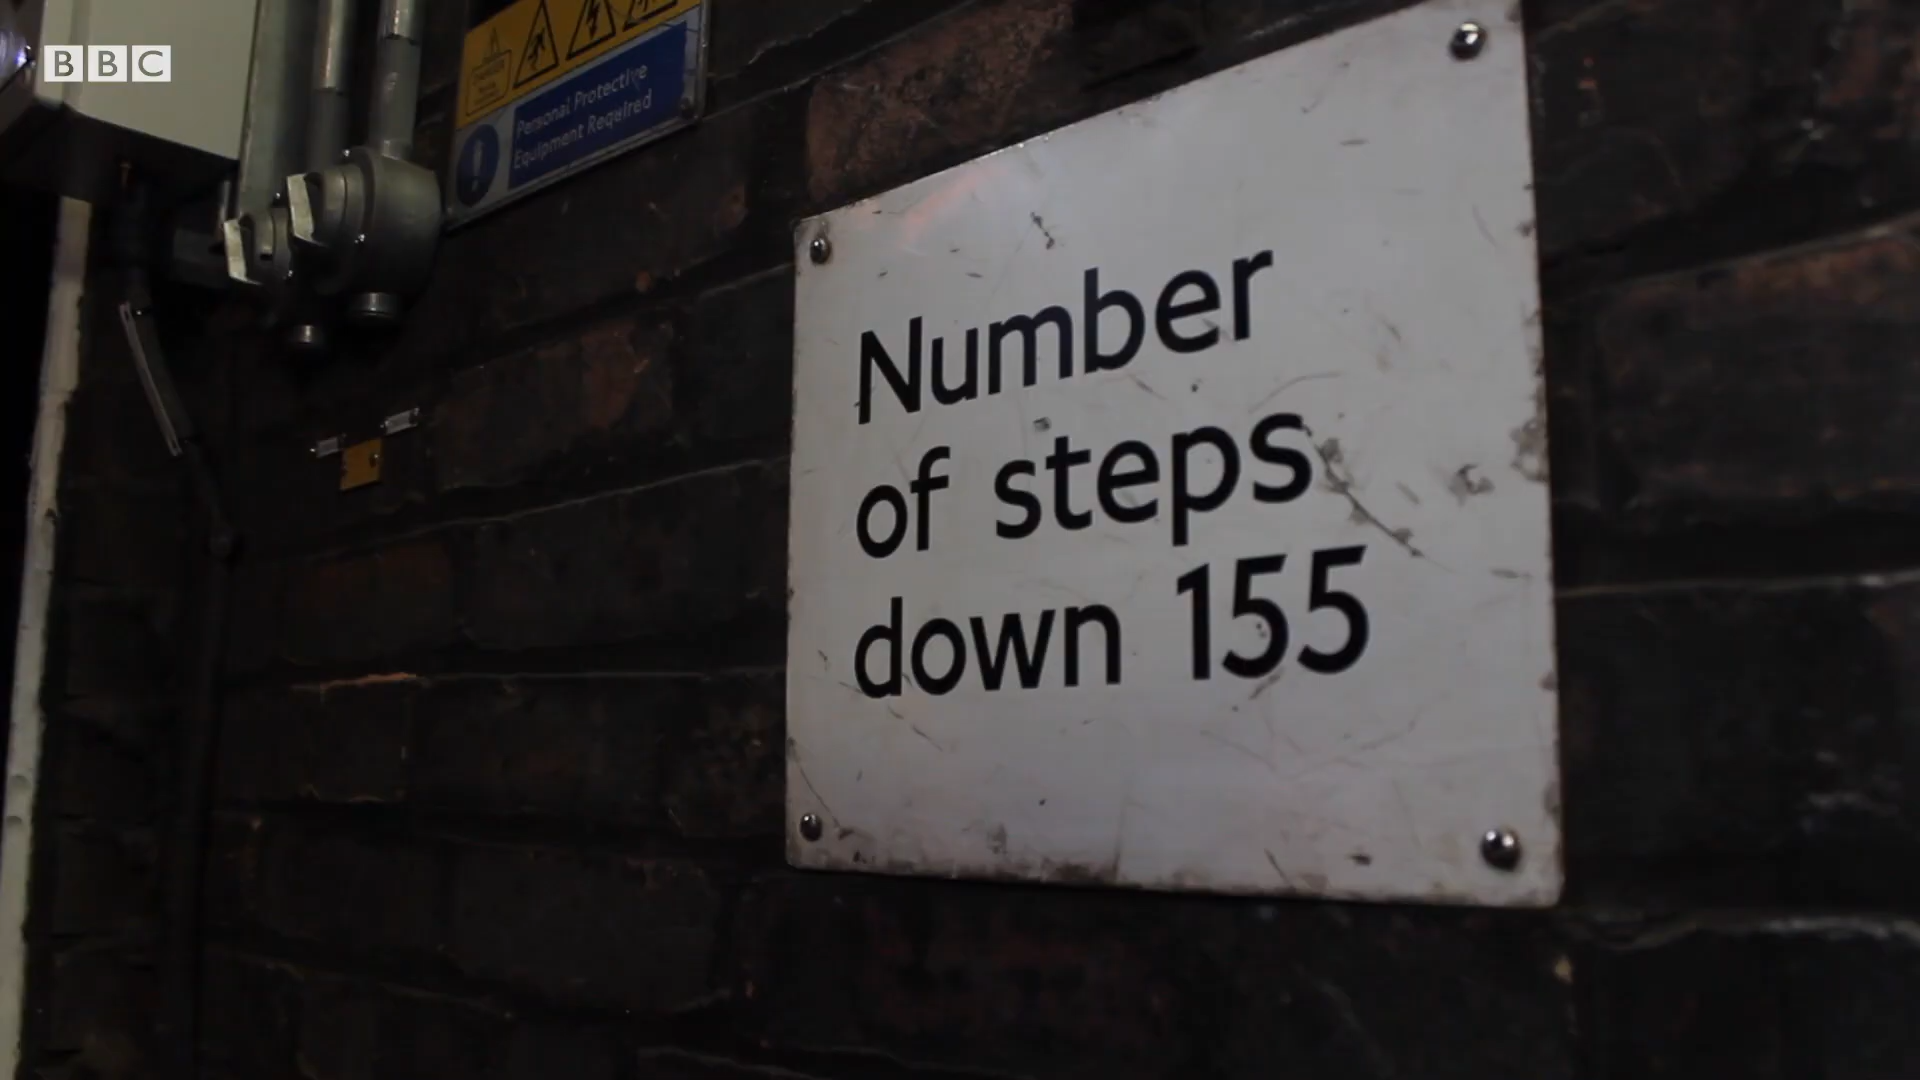 BBC
Personal Protective
Equipment Required
Number
of steps
down 155